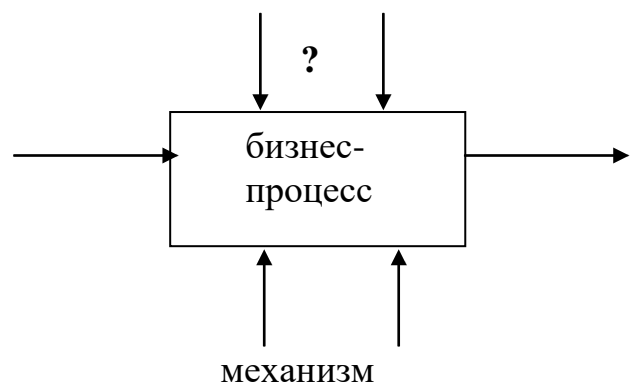 ?
бизнес-
процесс
механизм